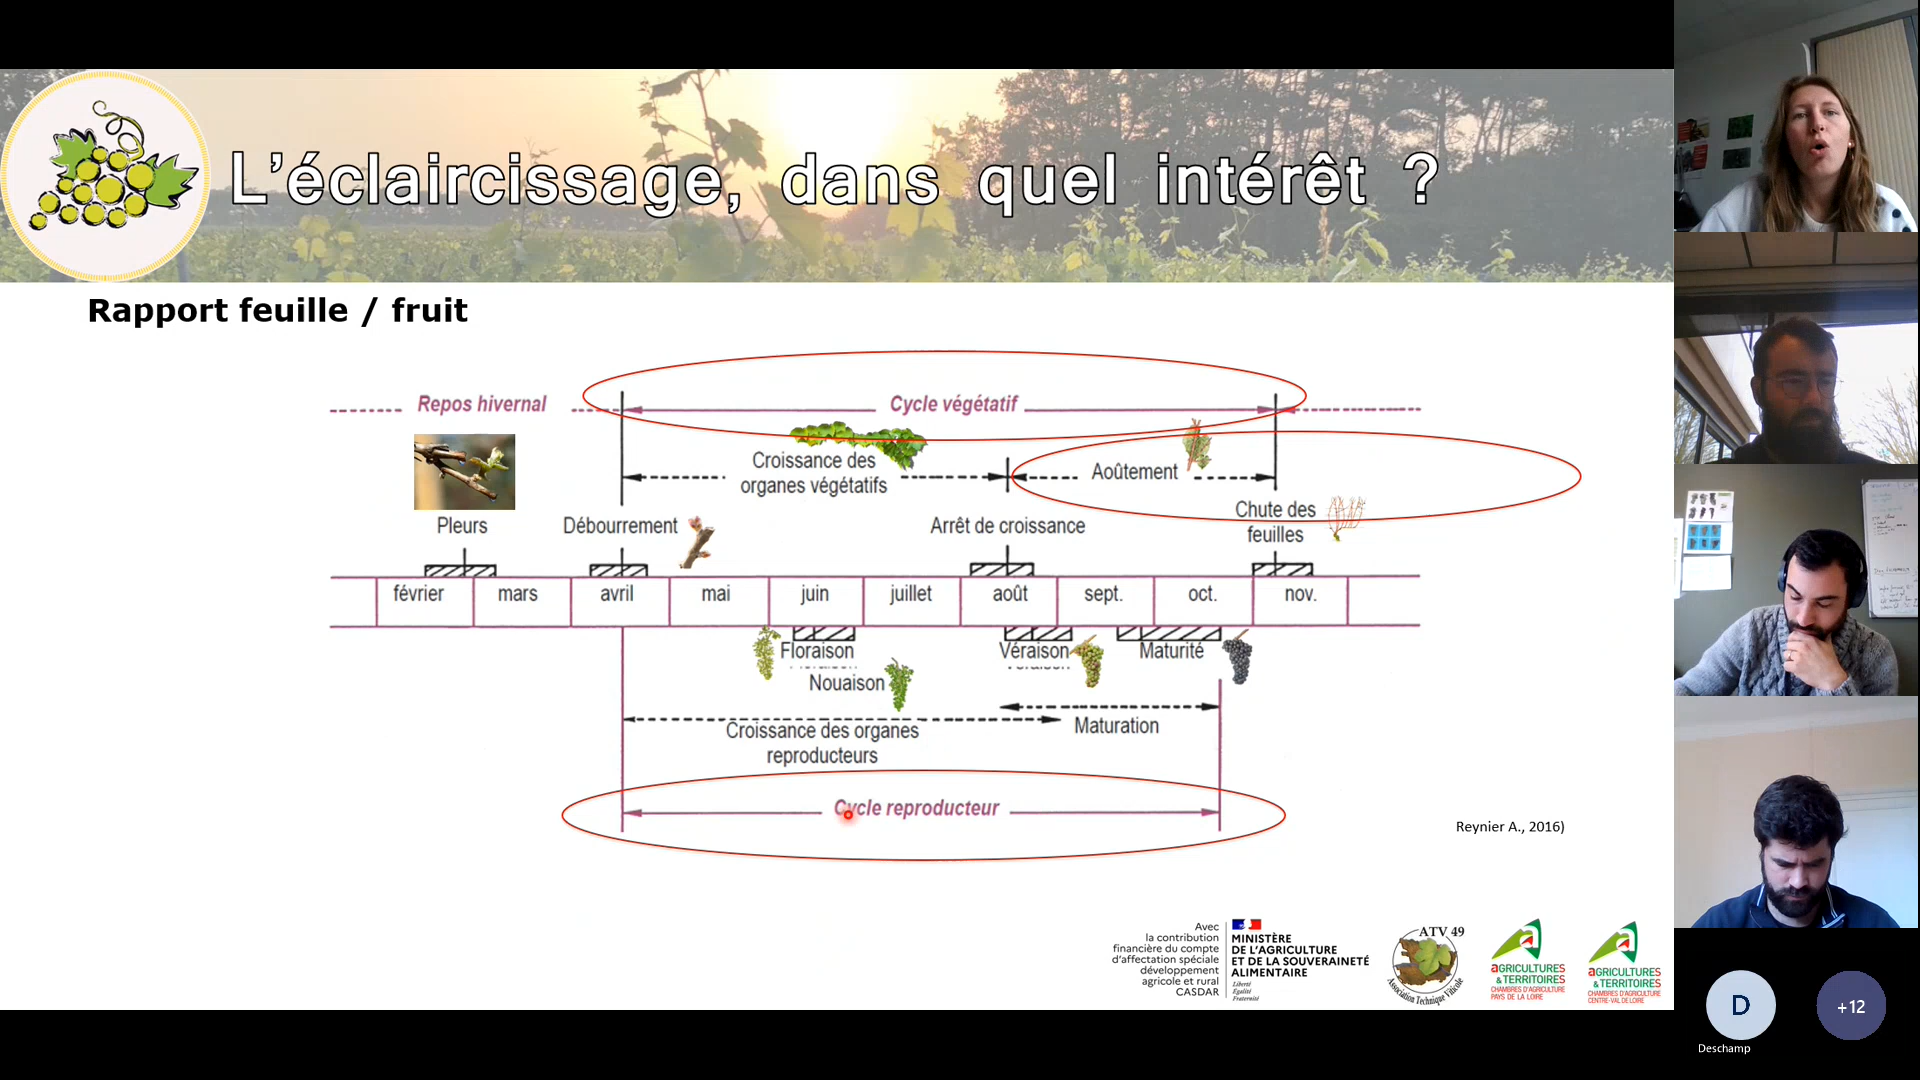 L'éclaircissage, dans quel intérêt ?
Rapport feuille / fruit
Repos hivernal
Cycle végétatif
Croissance des
organes végétatifs
Aoûtement
Pleurs
Débourrement
Arrêt de croissance
Chute des
feuilles
février mars avril mai juin juillet août sept. oct. nov.
Floraison
Véraison
Maturité
Nouaison
Croissance des organes
reproducteurs
Maturation
Cycle reproducteur
Reynier A., 2016)
Avec
la contribution
financière du compte
d'affectation spéciale
développement
agricole et rural
CASDAR
MINISTÈRE
DE L'AGRICULTURE
ET DE LA SOUVERAINETÉ
ALIMENTAIRE
Liberté
Égalité
Fraternité
ATV 49
Association Technique Viticole
AGRICULTURES
& TERRITOIRES
CHAMBRES D'AGRICULTURE
PAYS DE LA LOIRE
AGRICULTURES
& TERRITOIRES
CHAMBRES D'AGRICULTURE
CENTRE-VAL DE LOIRE
D
Deschamp
+12